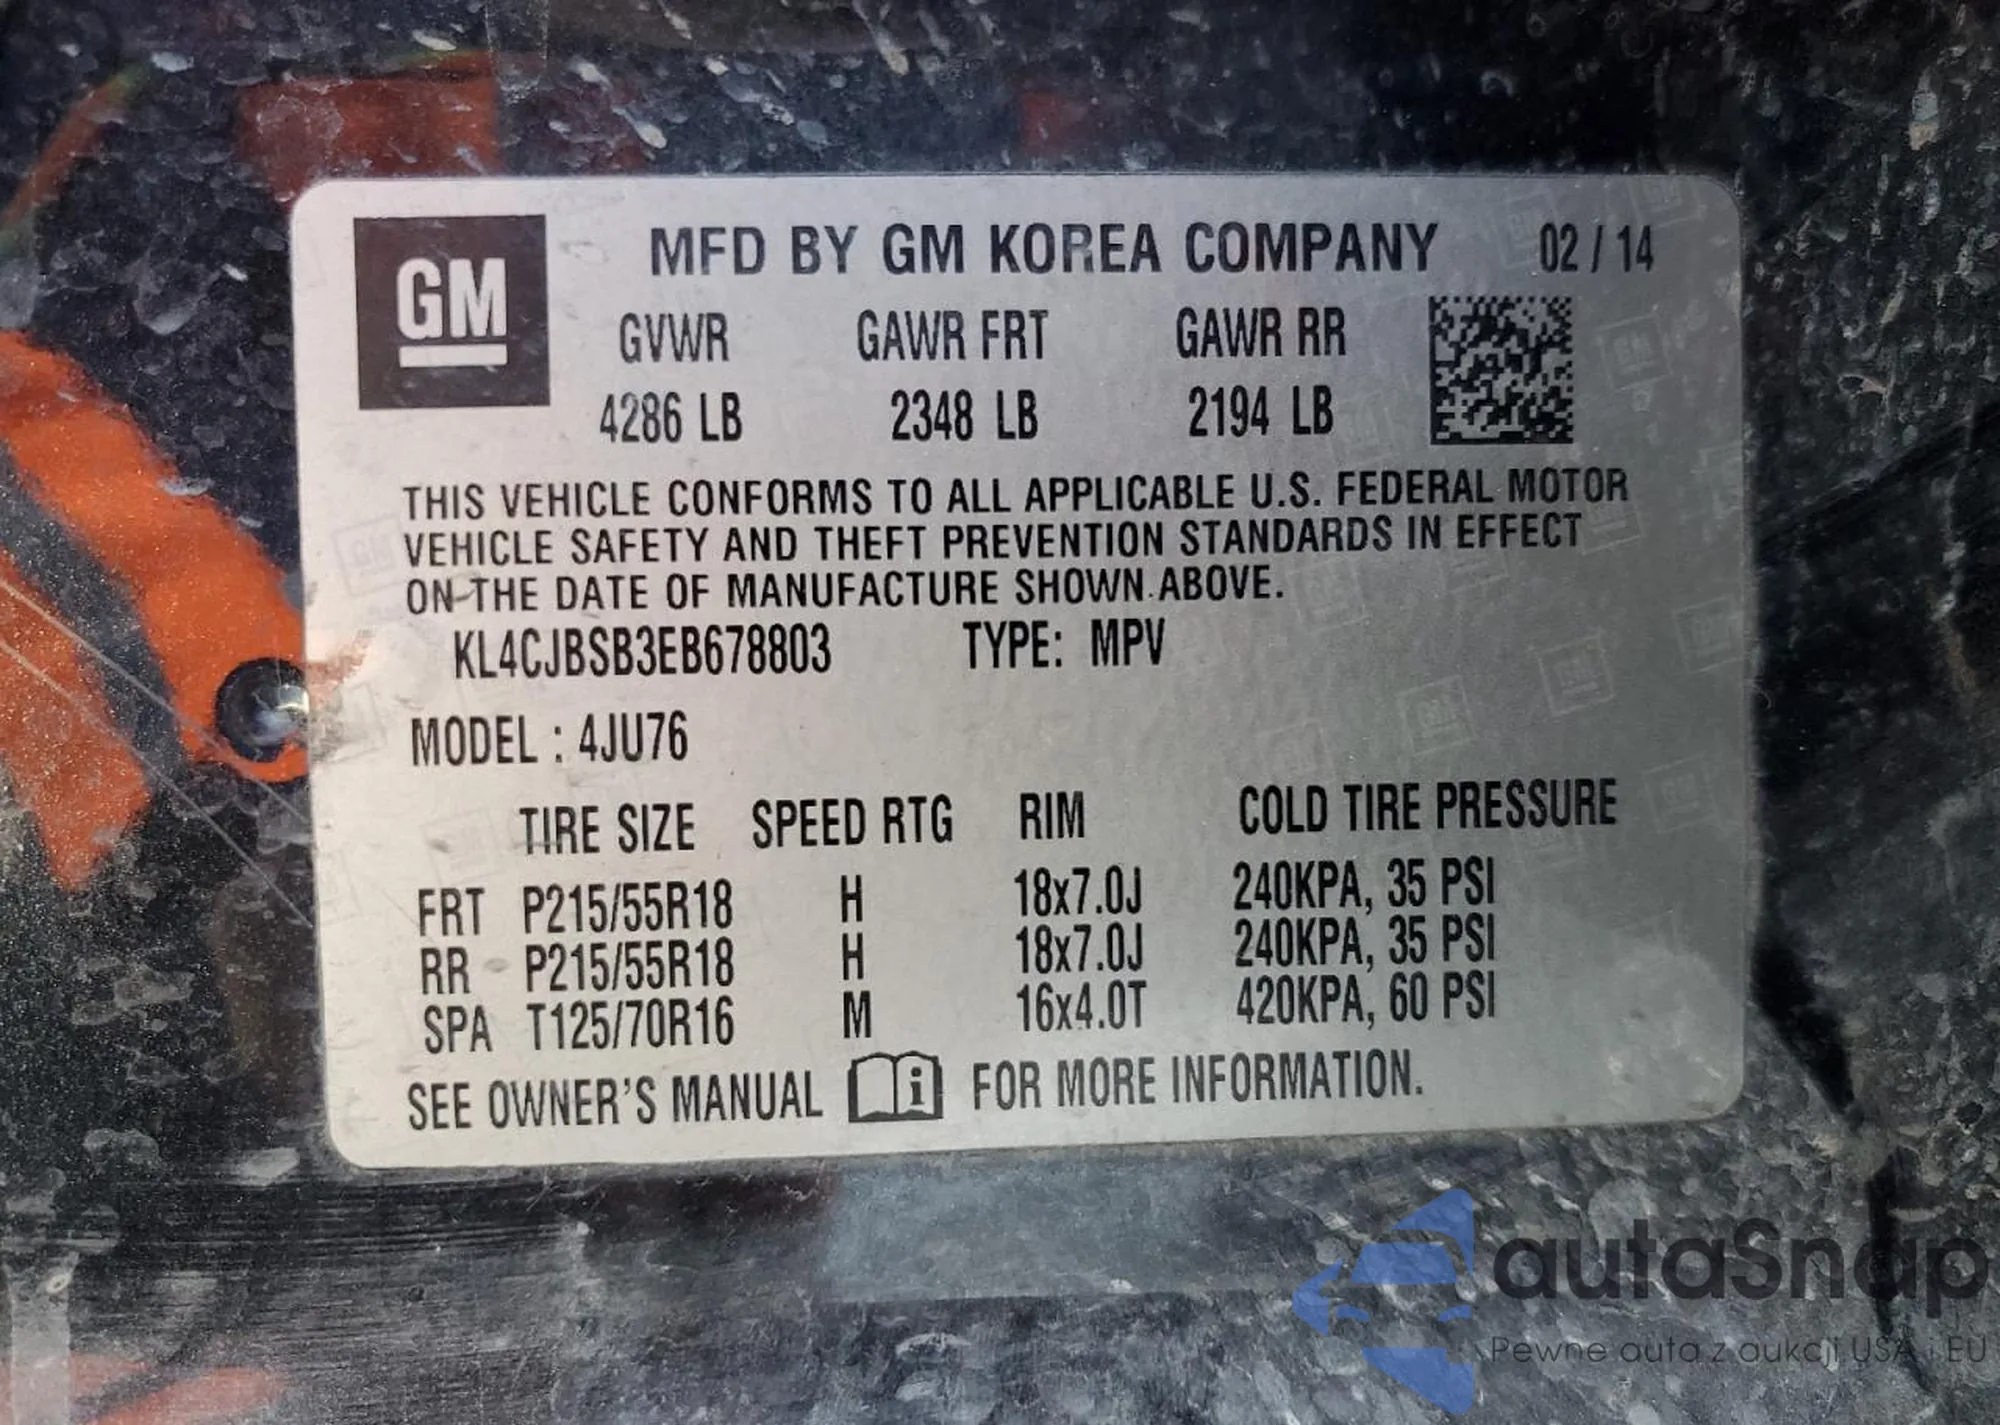 GM
MFD BY GM KOREA COMPANY 02 / 14
GVWR GAWR FRT GAWR RR
4286 LB 2348 LB 2194 LB
THIS VEHICLE CONFORMS TO ALL APPLICABLE U.S. FEDERAL MOTOR
VEHICLE SAFETY AND THEFT PREVENTION STANDARDS IN EFFECT
ON THE DATE OF MANUFACTURE SHOWN ABOVE.
KL4CJBSB3EB678803 TYPE: MPV
MODEL : 4JU76
TIRE SIZE SPEED RTG RIM COLD TIRE PRESSURE
FRT P215/55R18 H 18x7.0J 240KPA, 35 PSI
RR P215/55R18 H 18x7.0J 240KPA, 35 PSI
SPA T125/70R16 M 16x4.0T 420KPA, 60 PSI
SEE OWNER'S MANUAL i FOR MORE INFORMATION.
autaSnap
Pewne auta z aukcji USA i EU